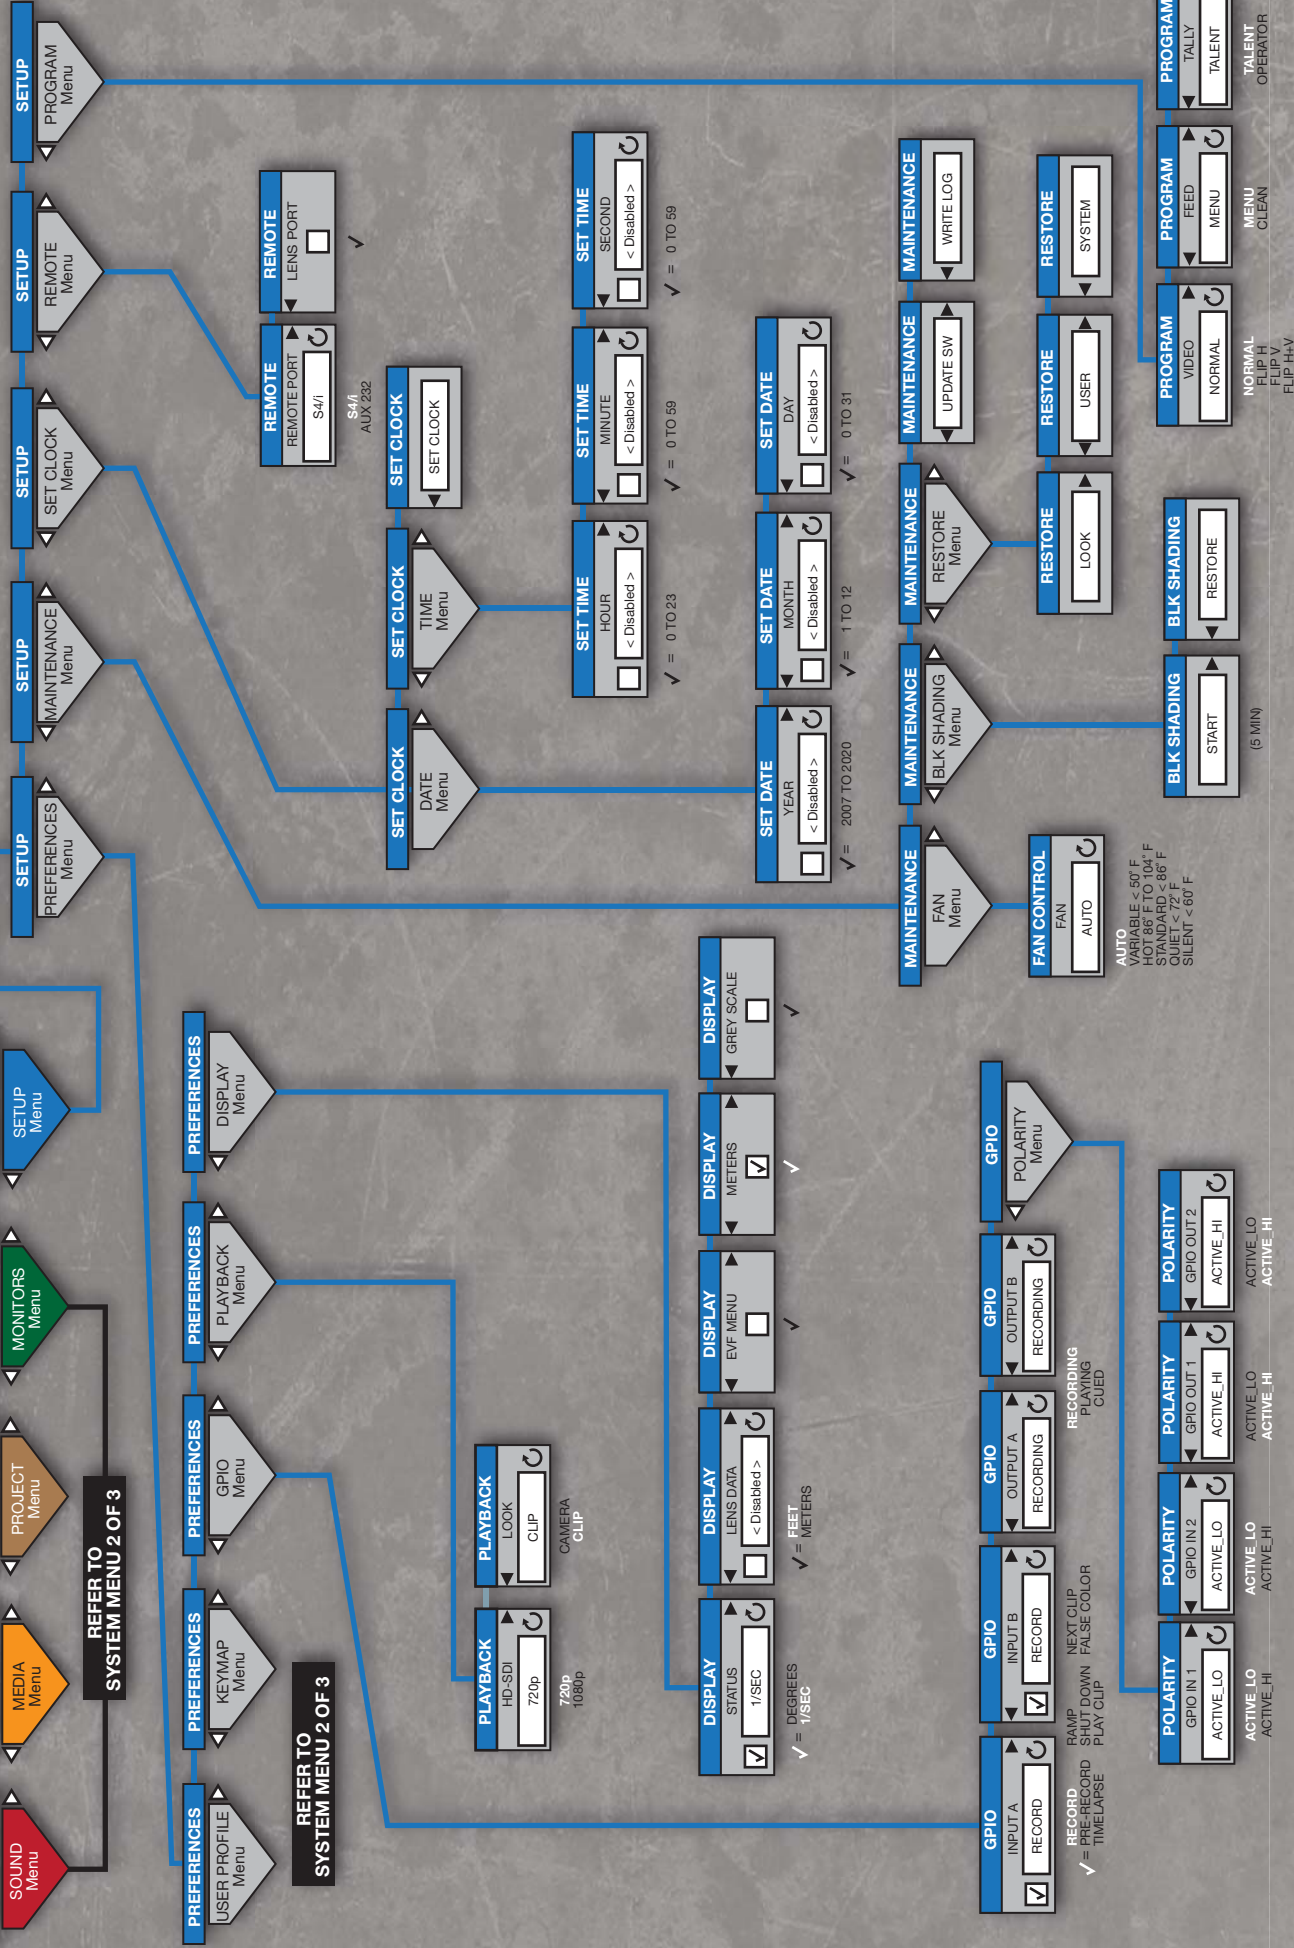 SOUND
Menu
MEDIA
Menu
PROJECT
Menu
MONITORS
Menu
SETUP
Menu
REFER TO
SYSTEM MENU 2 OF 3
SETUP
PREFERENCES
Menu
SETUP
MAINTENANCE
Menu
SETUP
SET CLOCK
Menu
SETUP
REMOTE
Menu
SETUP
PROGRAM
Menu
PREFERENCES
USER PROFILE
Menu
PREFERENCES
KEYMAP
Menu
PREFERENCES
GPIO
Menu
PREFERENCES
PLAYBACK
Menu
PREFERENCES
DISPLAY
Menu
REFER TO
SYSTEM MENU 2 OF 3
REMOTE
REMOTE PORT
S4/i
S4/i
AUX 232
REMOTE
LENS PORT
✓
SET CLOCK
DATE
Menu
SET CLOCK
TIME
Menu
SET CLOCK
SET CLOCK
PLAYBACK
HD-SDI
720p
720p
1080p
PLAYBACK
LOOK
CLIP
CAMERA
CLIP
SET TIME
HOUR
< Disabled >
✓ = 0 TO 23
SET TIME
MINUTE
< Disabled >
✓ = 0 TO 59
SET TIME
SECOND
< Disabled >
✓ = 0 TO 59
DISPLAY
STATUS
1/SEC
✓ = DEGREES
1/SEC
DISPLAY
LENS DATA
< Disabled >
✓ = FEET
METERS
DISPLAY
EVF MENU
✓
DISPLAY
METERS
✓
DISPLAY
GREY SCALE
✓
SET DATE
YEAR
< Disabled >
✓ = 2007 TO 2020
SET DATE
MONTH
< Disabled >
✓ = 1 TO 12
SET DATE
DAY
< Disabled >
✓ = 0 TO 31
MAINTENANCE
FAN
Menu
MAINTENANCE
BLK SHADING
Menu
MAINTENANCE
RESTORE
Menu
MAINTENANCE
UPDATE SW
MAINTENANCE
WRITE LOG
FAN CONTROL
FAN
AUTO
AUTO
VARIABLE < 50° F
HOT 86° F TO 104° F
STANDARD < 86° F
QUIET < 72° F
SILENT < 60° F
RESTORE
LOOK
RESTORE
USER
RESTORE
SYSTEM
BLK SHADING
START
(5 MIN)
BLK SHADING
RESTORE
GPIO
INPUT A
RECORD
GPIO
INPUT B
RECORD
RECORD
✓ = PRE-RECORD
TIMELAPSE
RAMP
SHUT DOWN
PLAY CLIP
NEXT CLIP
FALSE COLOR
GPIO
OUTPUT A
RECORDING
GPIO
OUTPUT B
RECORDING
RECORDING
PLAYING
CUED
GPIO
POLARITY
Menu
POLARITY
GPIO IN 1
ACTIVE_LO
ACTIVE_LO
ACTIVE_HI
POLARITY
GPIO IN 2
ACTIVE_LO
ACTIVE_LO
ACTIVE_HI
POLARITY
GPIO OUT 1
ACTIVE_HI
ACTIVE_LO
ACTIVE_HI
POLARITY
GPIO OUT 2
ACTIVE_HI
ACTIVE_LO
ACTIVE_HI
PROGRAM
VIDEO
NORMAL
NORMAL
FLIP H
FLIP V
FLIP H+V
PROGRAM
FEED
MENU
MENU
CLEAN
PROGRAM
TALLY
TALENT
TALENT
OPERATOR